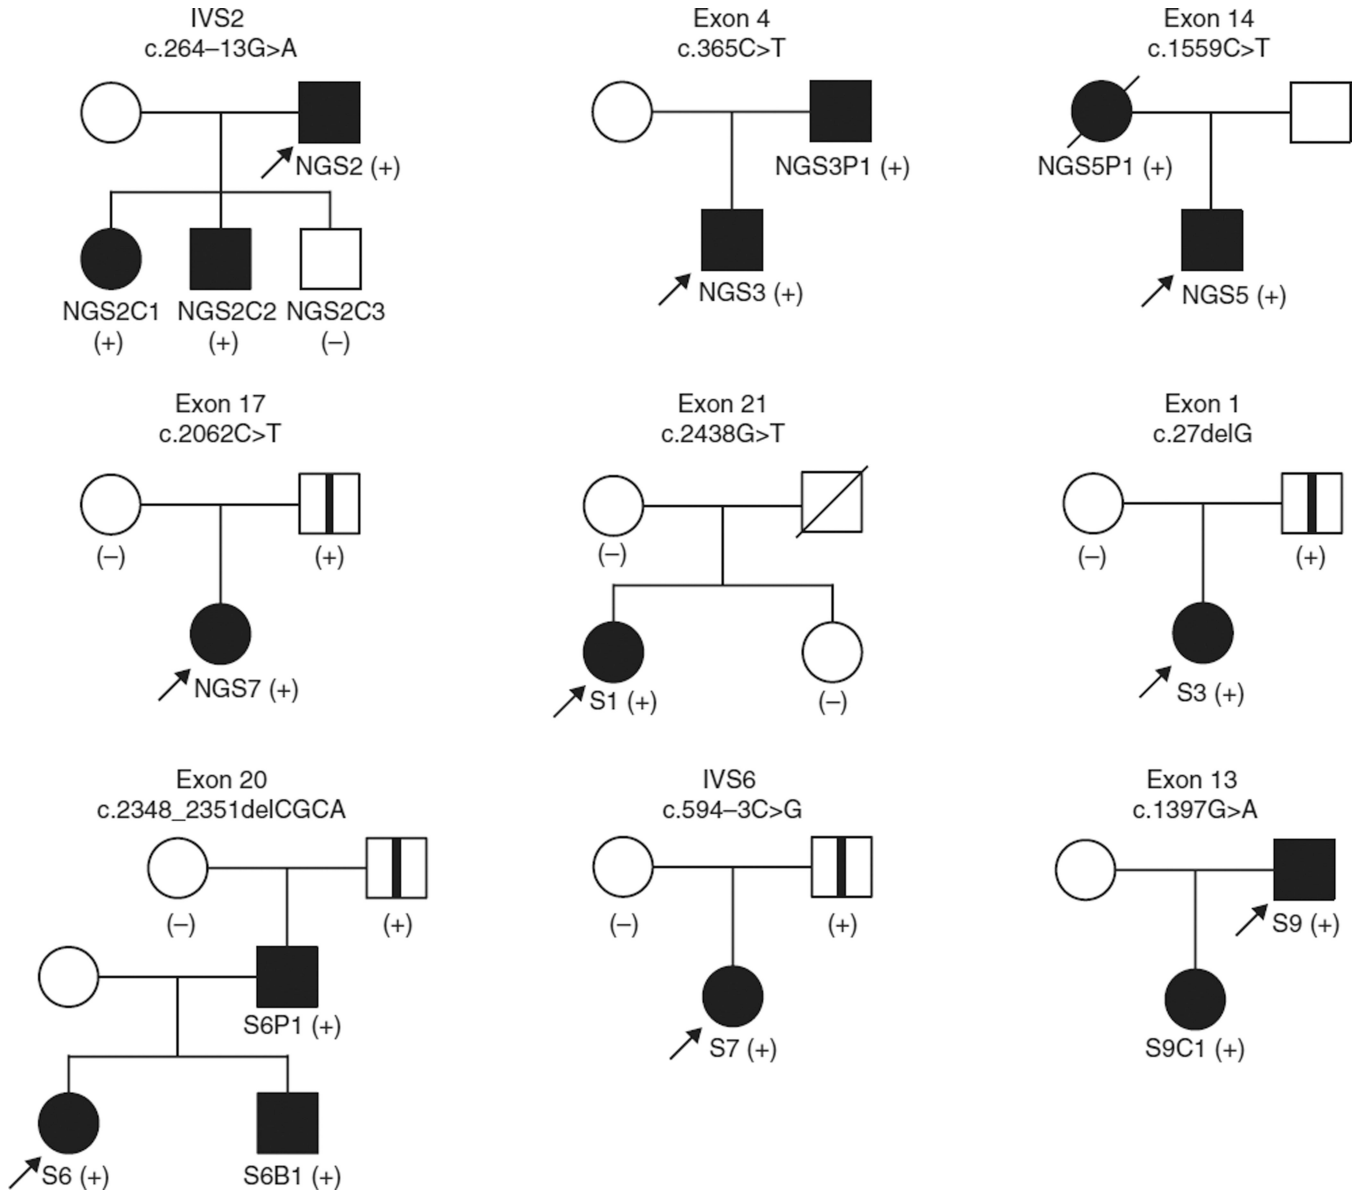 IVS2
c.264–13G>A
NGS2 (+)
NGS2C1
(+)
NGS2C2
(+)
NGS2C3
(–)
Exon 4
c.365C>T
NGS3P1 (+)
NGS3 (+)
Exon 14
c.1559C>T
NGS5P1 (+)
NGS5 (+)
Exon 17
c.2062C>T
(–)
(+)
NGS7 (+)
Exon 21
c.2438G>T
(–)
S1 (+)
(–)
Exon 1
c.27delG
(–)
(+)
S3 (+)
Exon 20
c.2348_2351delCGCA
(–)
(+)
S6P1 (+)
S6 (+)
S6B1 (+)
IVS6
c.594–3C>G
(–)
(+)
S7 (+)
Exon 13
c.1397G>A
S9 (+)
S9C1 (+)